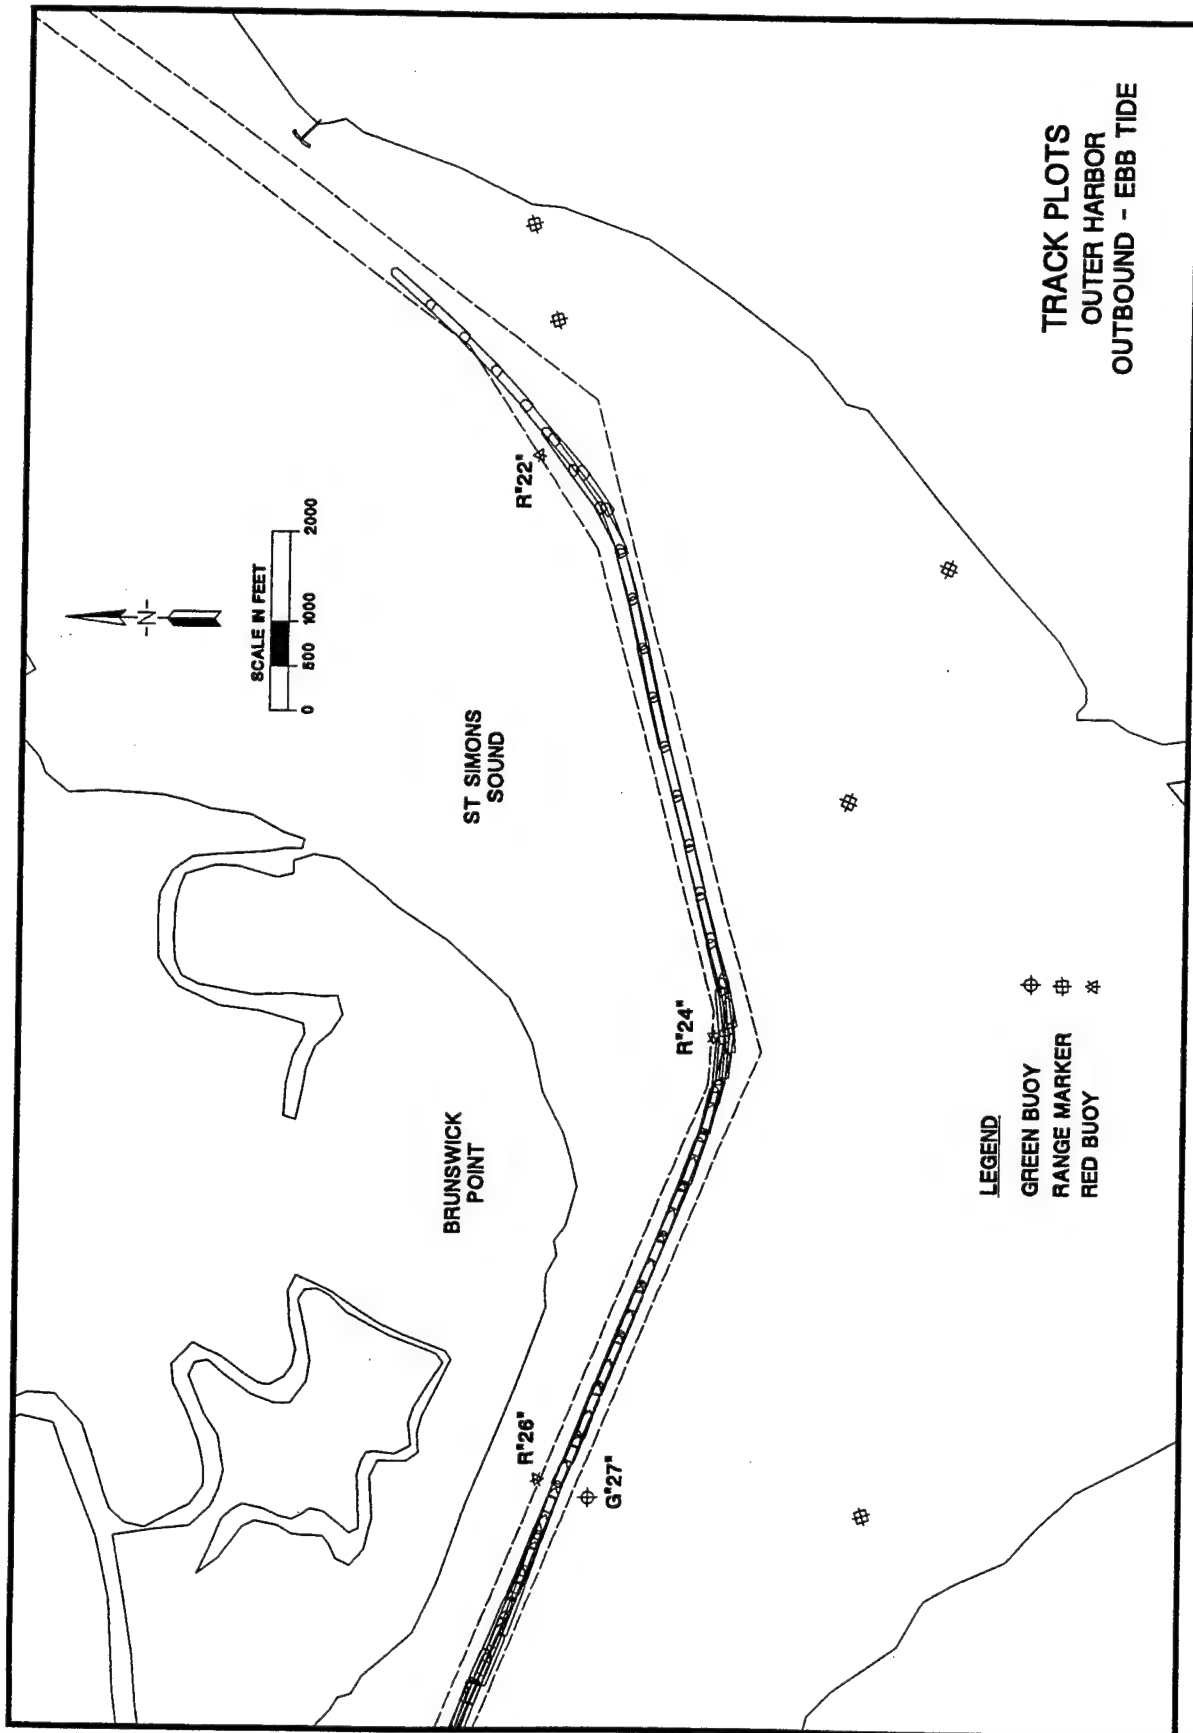 TRACK PLOTS
OUTER HARBOR
OUTBOUND - EBB TIDE
-N-
SCALE IN FEET
0 500 1000 2000
ST SIMONS
SOUND
BRUNSWICK
POINT
R"22"
R"24"
R"26"
G"27"
LEGEND
GREEN BUOY
RANGE MARKER
RED BUOY